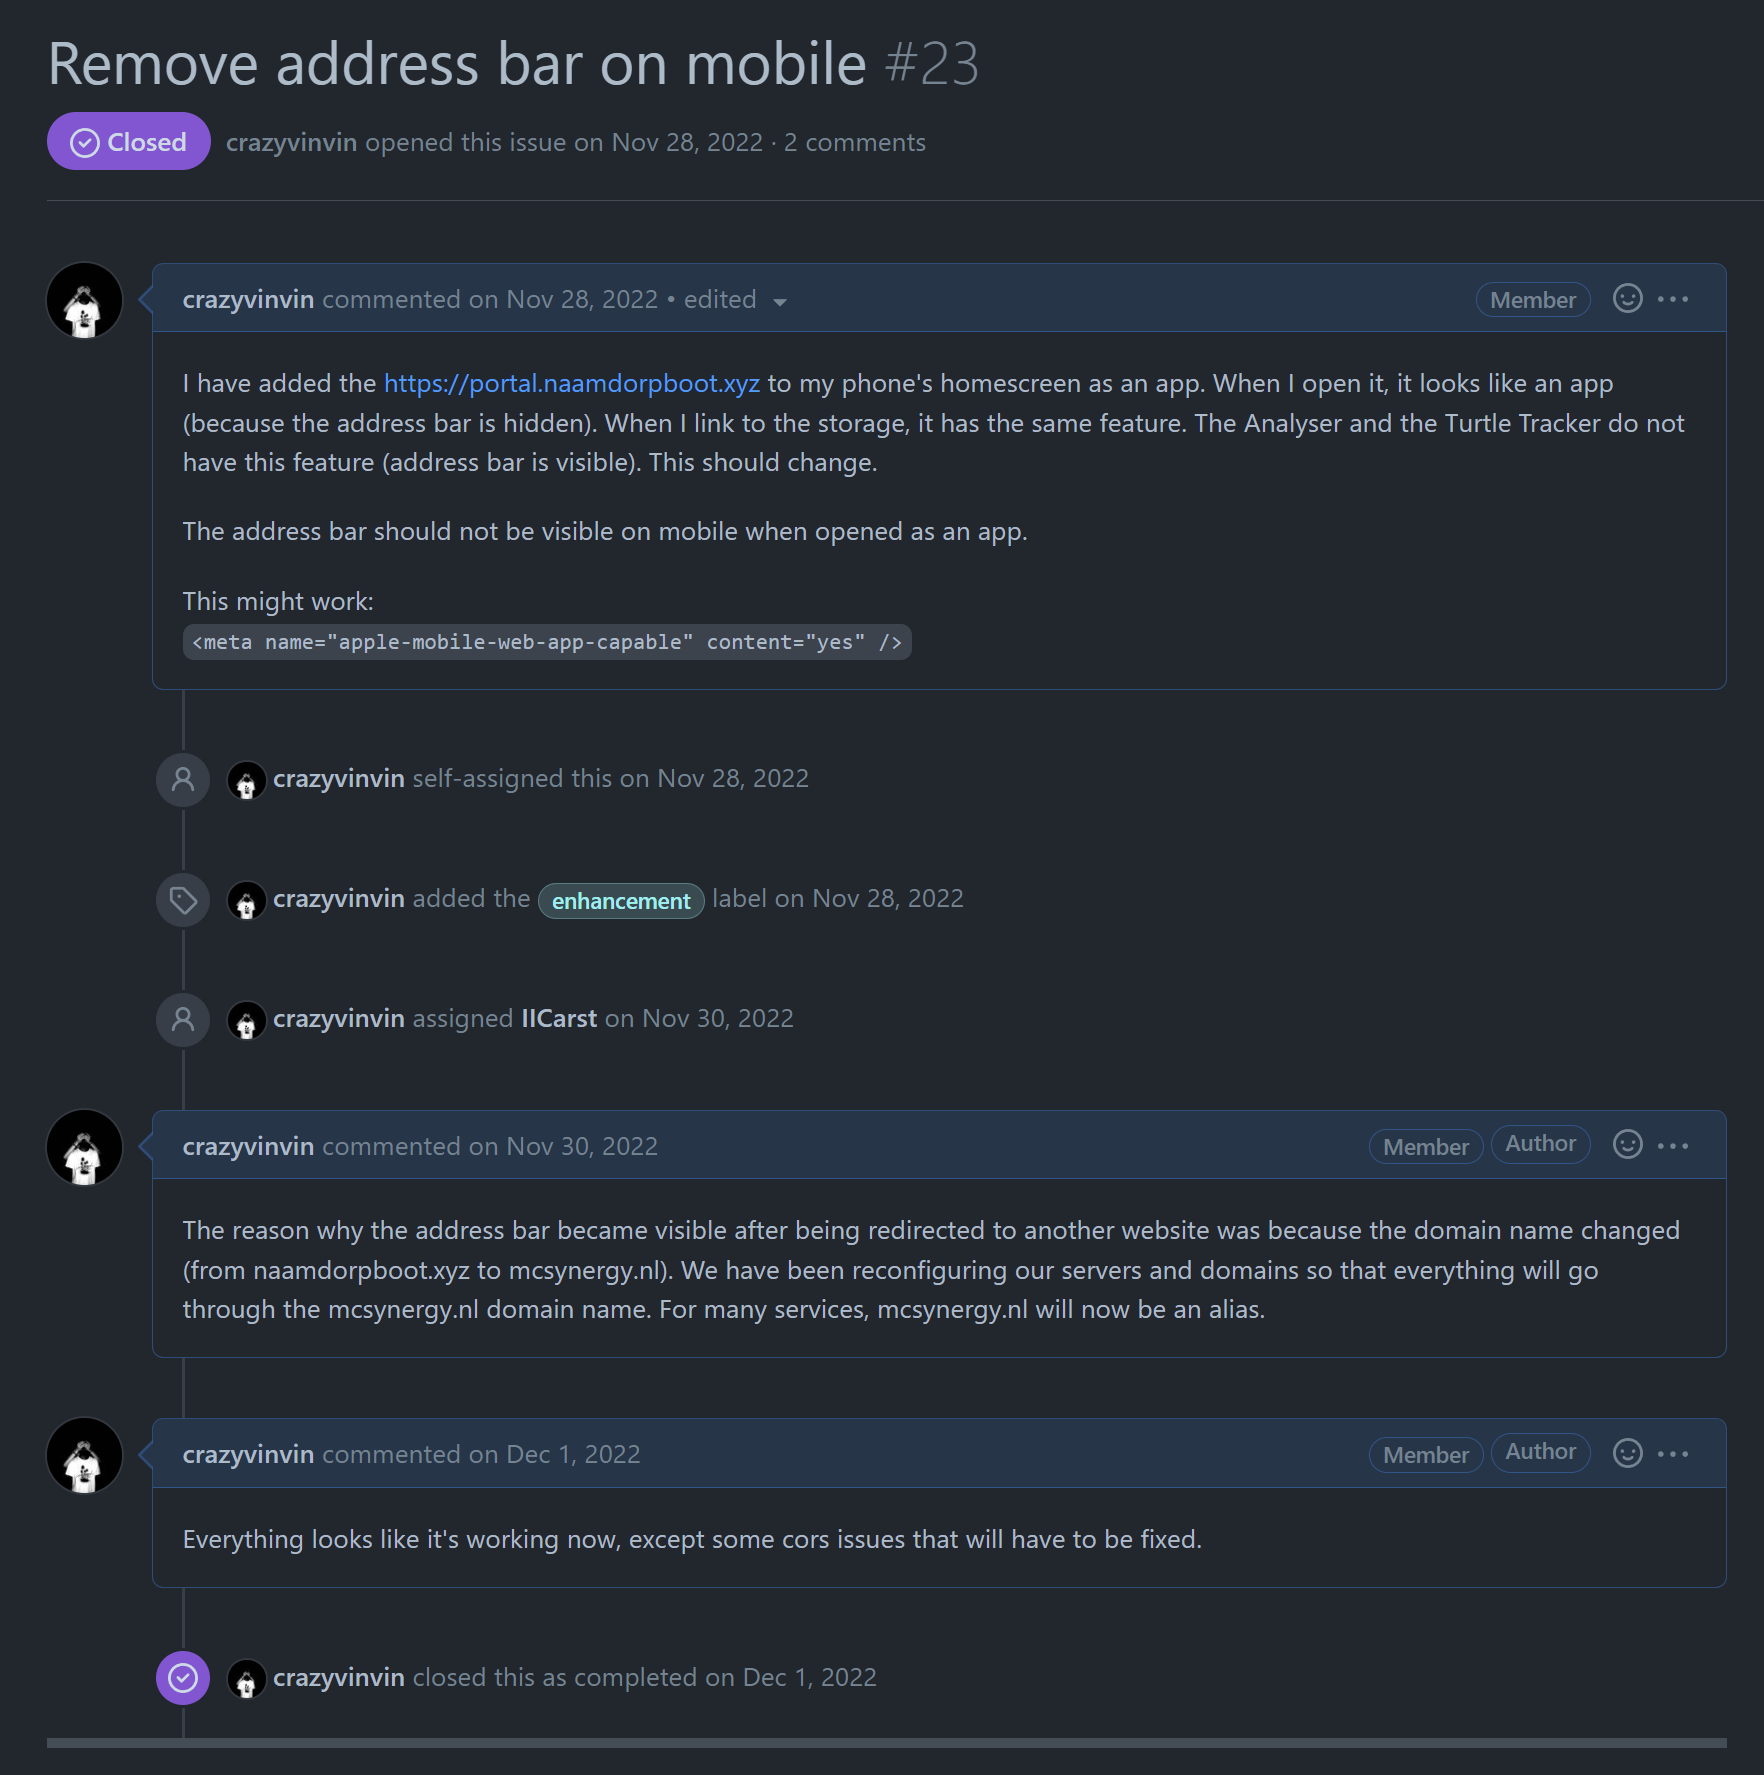 Remove address bar on mobile #23
Closed crazyvinvin opened this issue on Nov 28, 2022 · 2 comments
crazyvinvin commented on Nov 28, 2022 • edited Member
I have added the https://portal.naamdorpboot.xyz to my phone's homescreen as an app. When I open it, it looks like an app
(because the address bar is hidden). When I link to the storage, it has the same feature. The Analyser and the Turtle Tracker do not
have this feature (address bar is visible). This should change.
The address bar should not be visible on mobile when opened as an app.
This might work:
<meta name="apple-mobile-web-app-capable" content="yes" />
crazyvinvin self-assigned this on Nov 28, 2022
crazyvinvin added the enhancement label on Nov 28, 2022
crazyvinvin assigned IICarst on Nov 30, 2022
crazyvinvin commented on Nov 30, 2022 Member Author
The reason why the address bar became visible after being redirected to another website was because the domain name changed
(from naamdorpboot.xyz to mcsynergy.nl). We have been reconfiguring our servers and domains so that everything will go
through the mcsynergy.nl domain name. For many services, mcsynergy.nl will now be an alias.
crazyvinvin commented on Dec 1, 2022 Member Author
Everything looks like it's working now, except some cors issues that will have to be fixed.
crazyvinvin closed this as completed on Dec 1, 2022